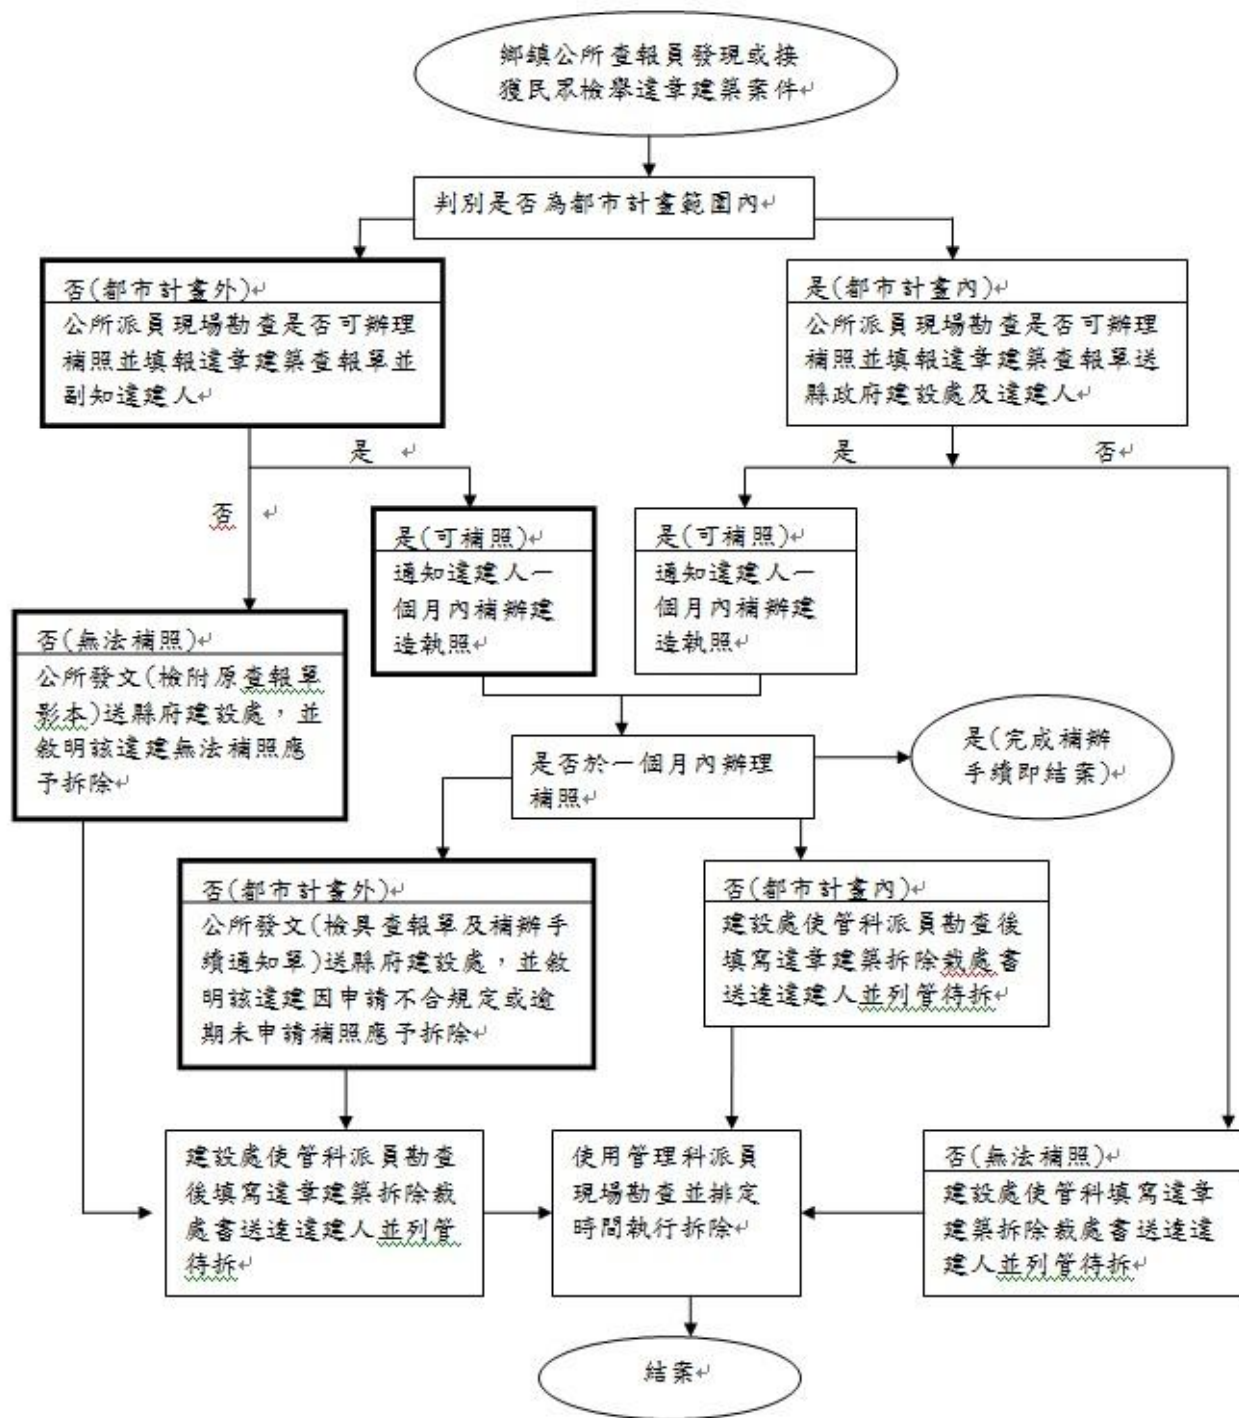 鄉鎮公所查報員發現或接
獲民眾檢舉違章建築案件↵
判別是否為都市計畫範圍內↵
否(都市計畫外)↵
公所派員現場勘查是否可辦理
補照並填報違章建築查報單並
副知違建人↵
是(都市計畫內)↵
公所派員現場勘查是否可辦理
補照並填報違章建築查報單送
縣政府建設處及違建人↵
是 ↵
否 ↵
是
否↵
是(可補照)↵
通知違建人一
個月內補辦建
造執照↵
是(可補照)↵
通知違建人一
個月內補辦建
造執照↵
否(無法補照)↵
公所發文(檢附原查報單
影本)送縣府建設處，並
敘明該違建無法補照應
予拆除↵
是否於一個月內辦理
補照↵
是(完成補辦
手續即結案)↵
否(都市計畫外)↵
公所發文(檢具查報單及補辦手
續通知單)送縣府建設處，並敘
明該違建因申請不合規定或逾
期未申請補照應予拆除↵
否(都市計畫內)↵
建設處使管科派員勘查後
填寫違章建築拆除裁處書
送達違建人並列管待拆↵
建設處使管科派員勘查
後填寫違章建築拆除裁
處書送達違建人並列管
待拆↵
使用管理科派員
現場勘查並排定
時間執行拆除↵
否(無法補照)↵
建設處使管科填寫違章
建築拆除裁處書送達違
建人並列管待拆↵
結案↵